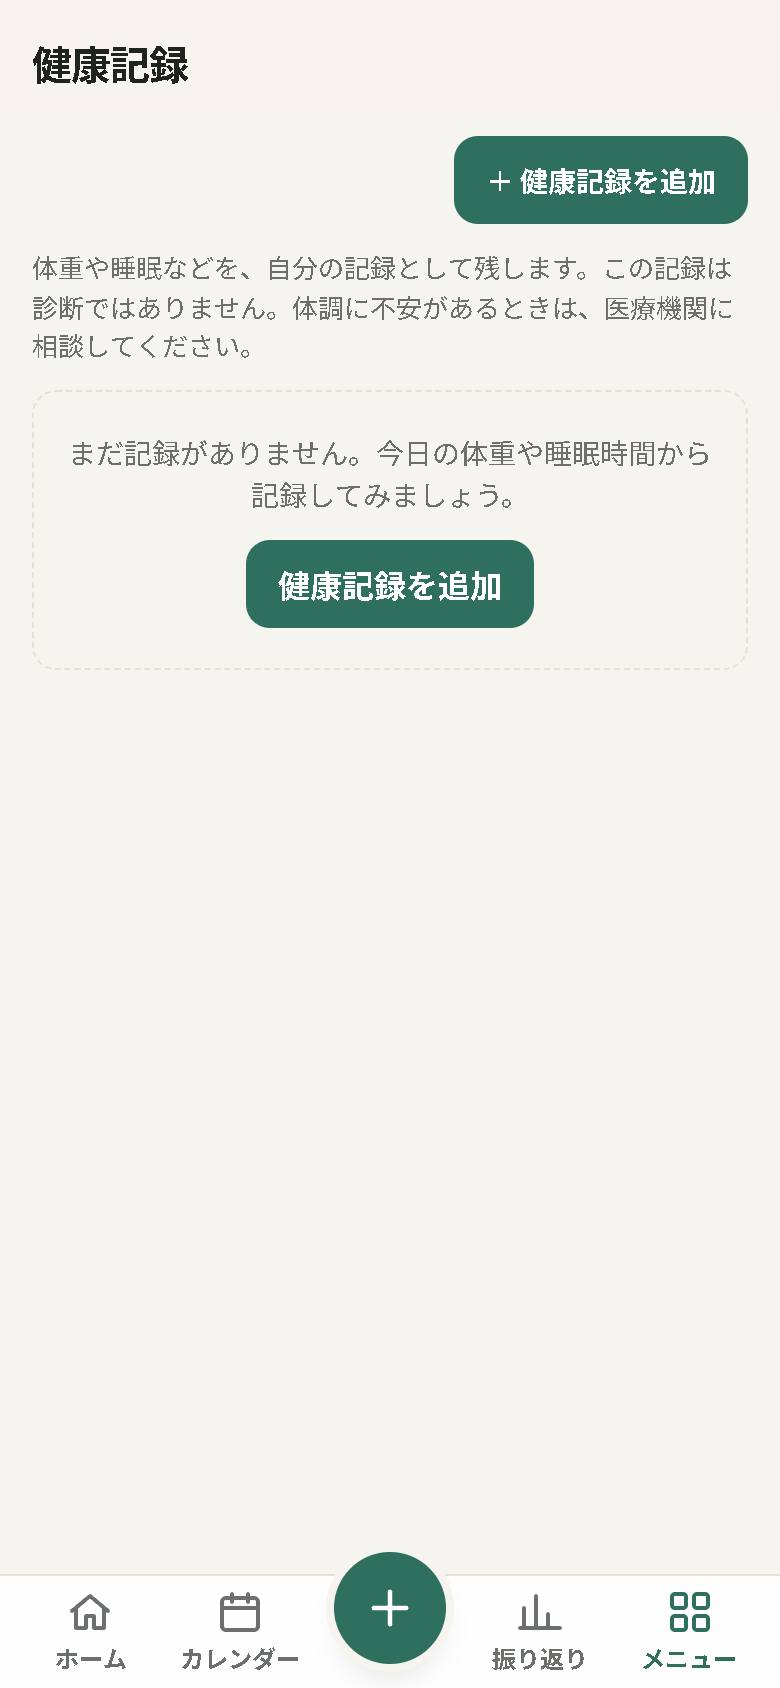 健康記録
＋ 健康記録を追加
体重や睡眠などを、自分の記録として残します。この記録は
診断ではありません。体調に不安があるときは、医療機関に
相談してください。
まだ記録がありません。今日の体重や睡眠時間から
記録してみましょう。
健康記録を追加
ホーム
カレンダー
振り返り
メニュー